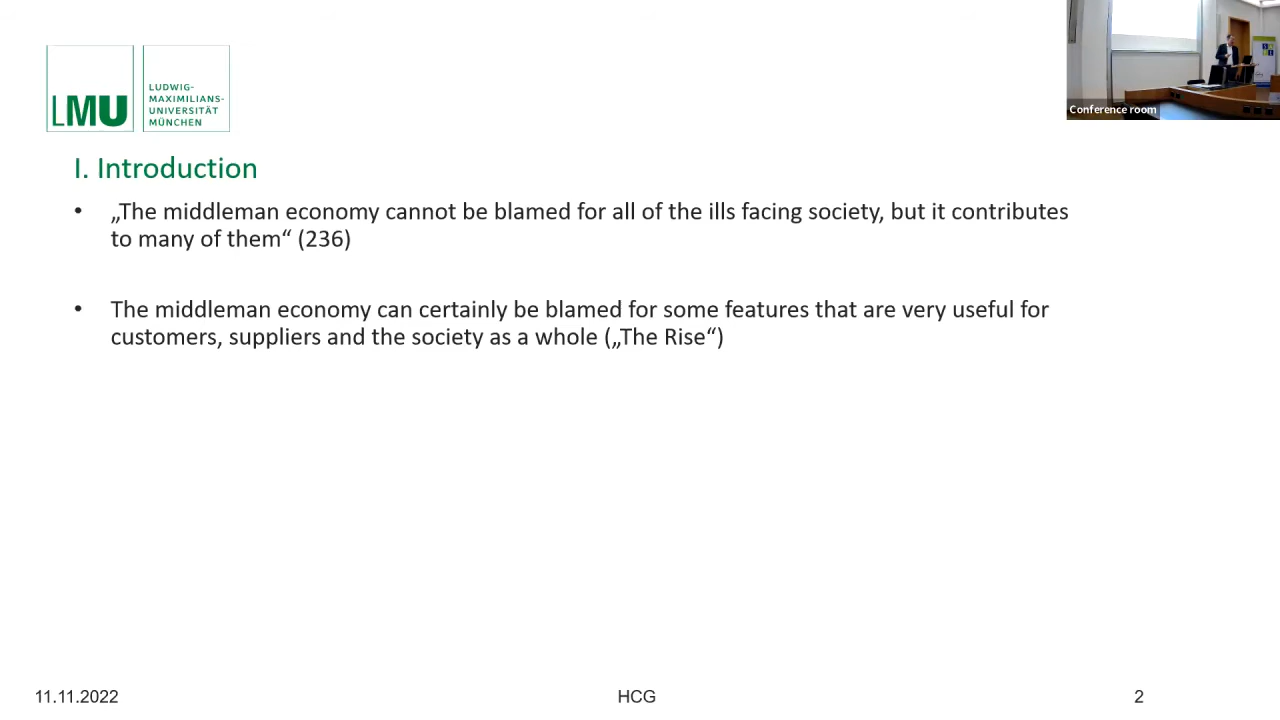 LMU
LUDWIG-
MAXIMILIANS-
UNIVERSITÄT
MÜNCHEN
Conference room
I. Introduction
• „The middleman economy cannot be blamed for all of the ills facing society, but it contributes
to many of them“ (236)
• The middleman economy can certainly be blamed for some features that are very useful for
customers, suppliers and the society as a whole („The Rise“)
11.11.2022
HCG
2